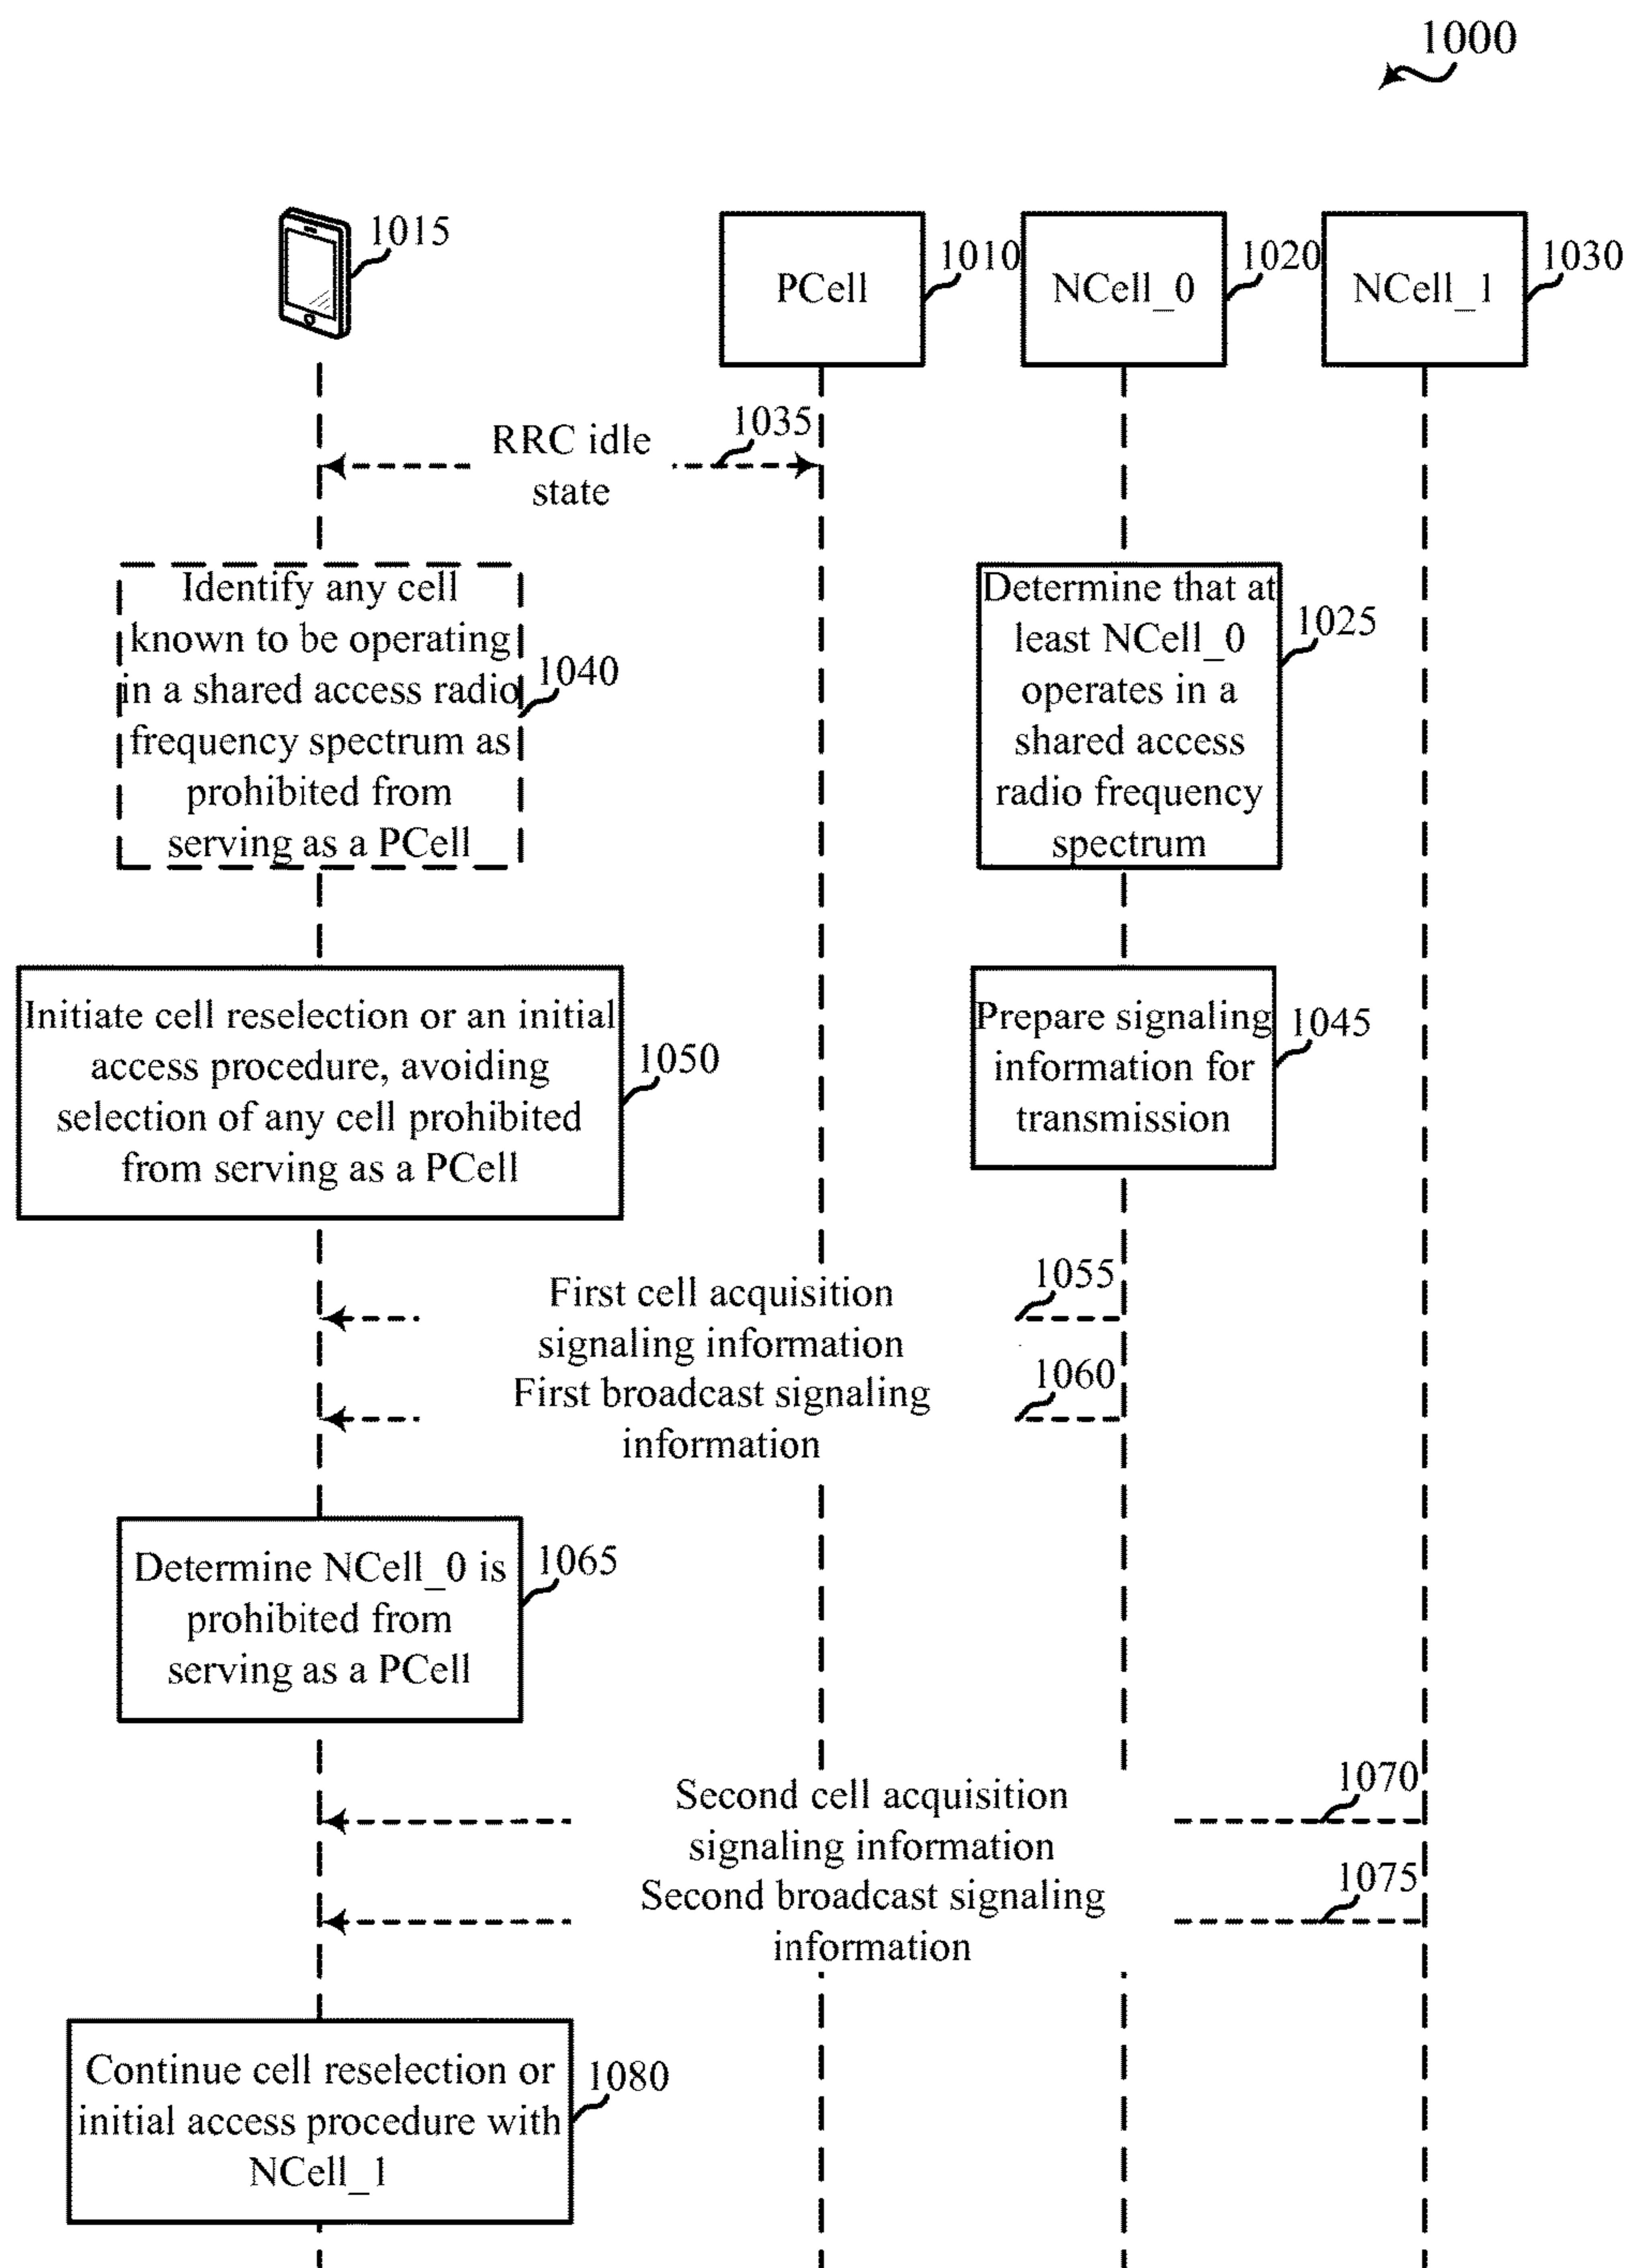 1000
1015
PCell
1010
NCell_0
1020
NCell_1
1030
RRC idle
state
1035
Identify any cell
known to be operating
in a shared access radio
frequency spectrum as
prohibited from
serving as a PCell
1040
Determine that at
least NCell_0
operates in a
shared access
radio frequency
spectrum
1025
Initiate cell reselection or an initial
access procedure, avoiding
selection of any cell prohibited
from serving as a PCell
1050
Prepare signaling
information for
transmission
1045
First cell acquisition
signaling information
1055
First broadcast signaling
information
1060
Determine NCell_0 is
prohibited from
serving as a PCell
1065
Second cell acquisition
signaling information
1070
Second broadcast signaling
information
1075
Continue cell reselection or
initial access procedure with
NCell_1
1080